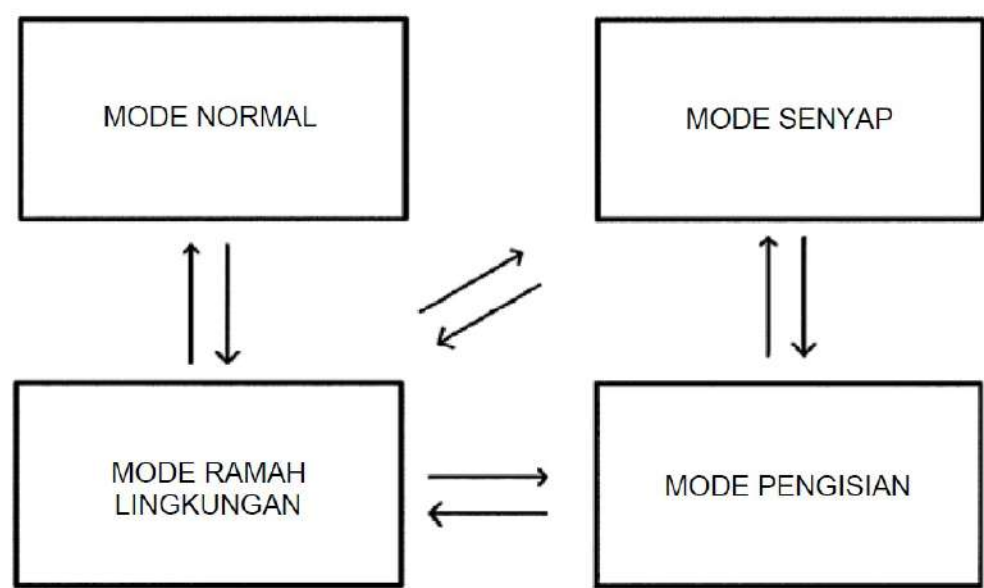 MODE NORMAL
MODE SENYAP
MODE RAMAH
LINGKUNGAN
MODE PENGISIAN